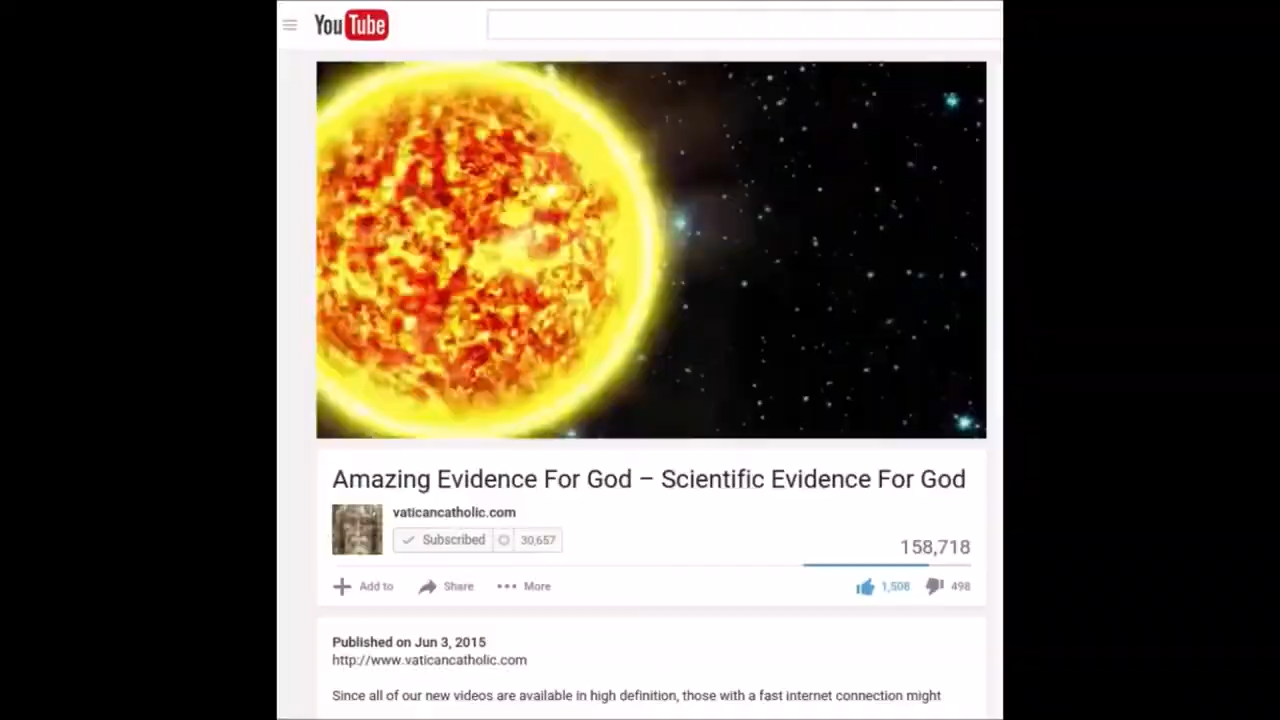 YouTube
Amazing Evidence For God – Scientific Evidence For God
vaticancatholic.com
Subscribed 30,657
158,718
Add to Share More 1,508 498
Published on Jun 3, 2015
http://www.vaticancatholic.com
Since all of our new videos are available in high definition, those with a fast internet connection might